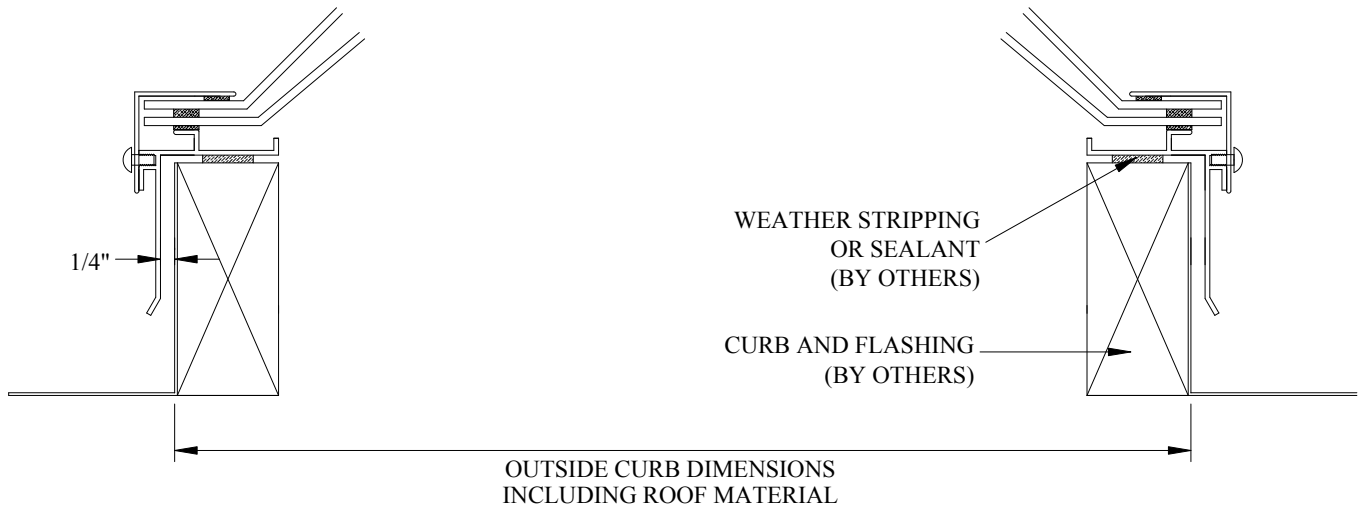 WEATHER STRIPPING
OR SEALANT
(BY OTHERS)
1/4"
CURB AND FLASHING
(BY OTHERS)
OUTSIDE CURB DIMENSIONS
INCLUDING ROOF MATERIAL